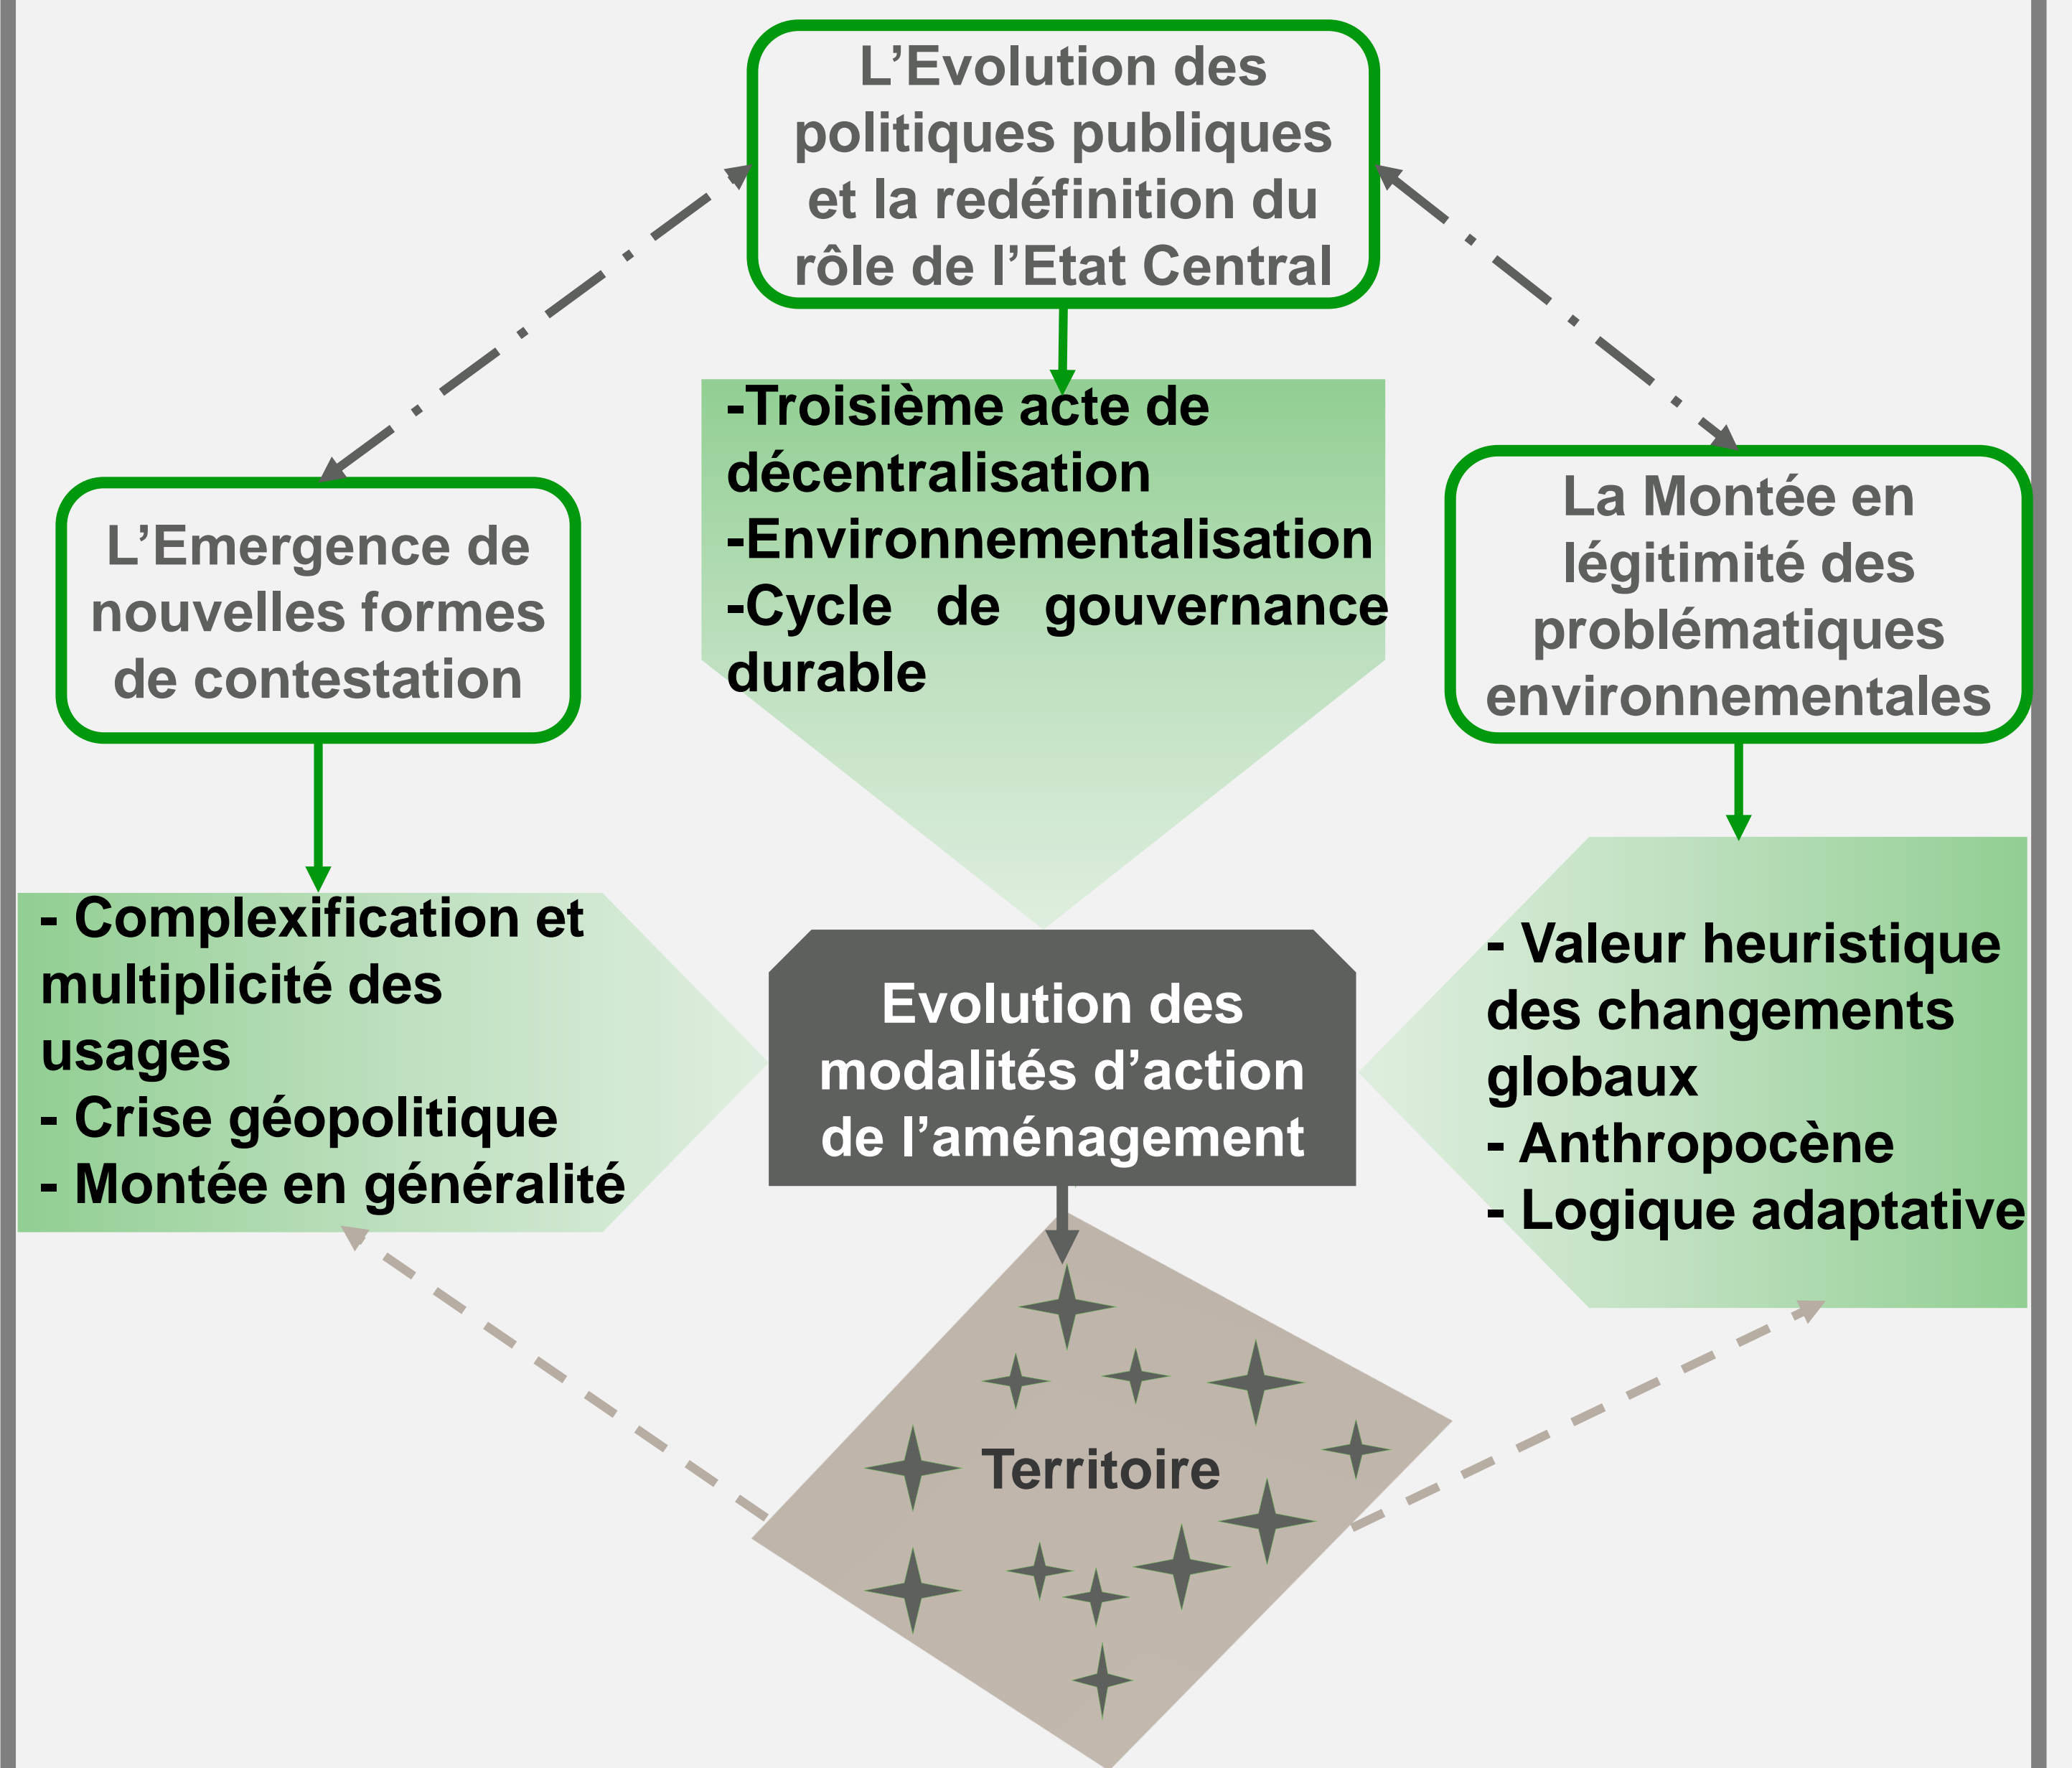 L’Evolution des
politiques publiques
et la redéfinition du
rôle de l’Etat Central
-Troisième acte de
décentralisation
-Environnementalisation
-Cycle de gouvernance
durable
L’Emergence de
nouvelles formes
de contestation
La Montée en
légitimité des
problématiques
environnementales
- Complexification et
multiplicité des
usages
- Crise géopolitique
- Montée en généralité
Evolution des
modalités d’action
de l’aménagement
- Valeur heuristique
des changements
globaux
- Anthropocène
- Logique adaptative
Territoire